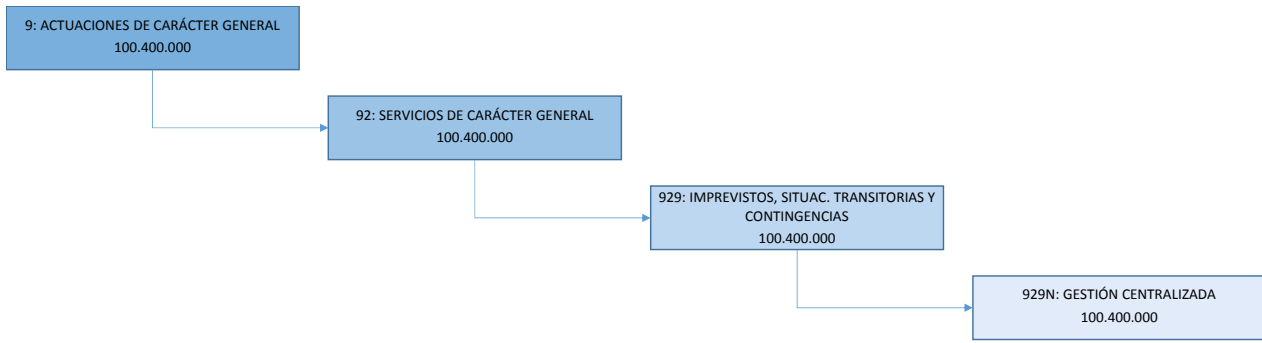 9: ACTUACIONES DE CARÁCTER GENERAL
100.400.000
92: SERVICIOS DE CARÁCTER GENERAL
100.400.000
929: IMPREVISTOS, SITUAC. TRANSITORIAS Y
CONTINGENCIAS
100.400.000
929N: GESTIÓN CENTRALIZADA
100.400.000